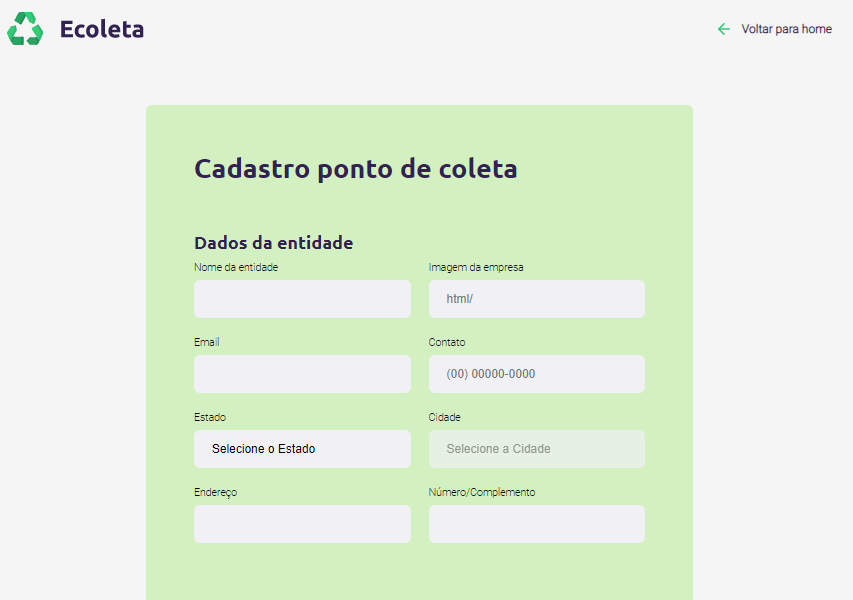 Ecoleta
Voltar para home
Cadastro ponto de coleta
Dados da entidade
Nome da entidade
Imagem da empresa
html/
Email
Contato
(00) 00000-0000
Estado
Cidade
Selecione o Estado
Selecione a Cidade
Endereço
Número/Complemento